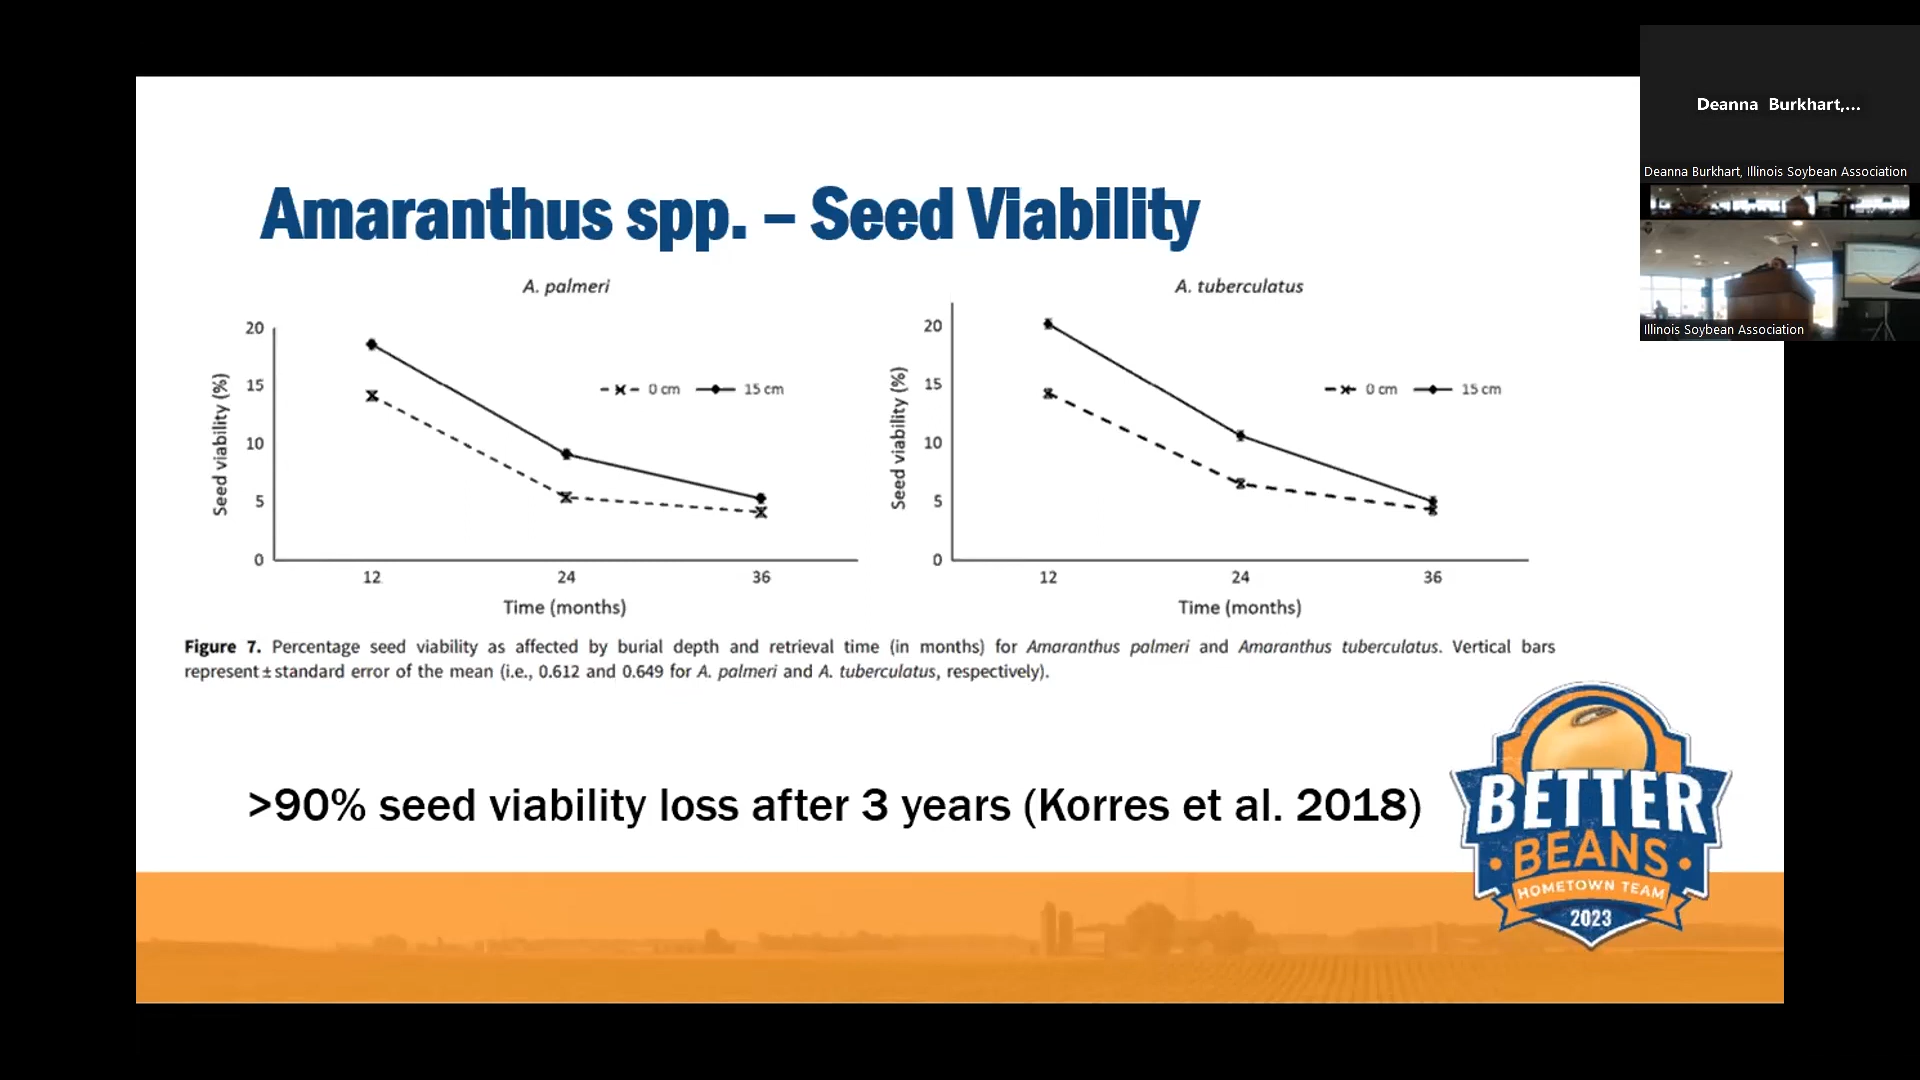 Deanna Burkhart,...
Deanna Burkhart, Illinois Soybean Association
Illinois Soybean Association
Amaranthus spp. – Seed Viability
A. palmeri
Seed viability (%)
20
15
10
5
0
0 cm 15 cm
12 24 36
Time (months)
A. tuberculatus
Seed viability (%)
20
15
10
5
0
0 cm 15 cm
12 24 36
Time (months)
Figure 7. Percentage seed viability as affected by burial depth and retrieval time (in months) for Amaranthus palmeri and Amaranthus tuberculatus. Vertical bars
represent ± standard error of the mean (i.e., 0.612 and 0.649 for A. palmeri and A. tuberculatus, respectively).
>90% seed viability loss after 3 years (Korres et al. 2018)
BETTER
BEANS
HOMETOWN TEAM
2023